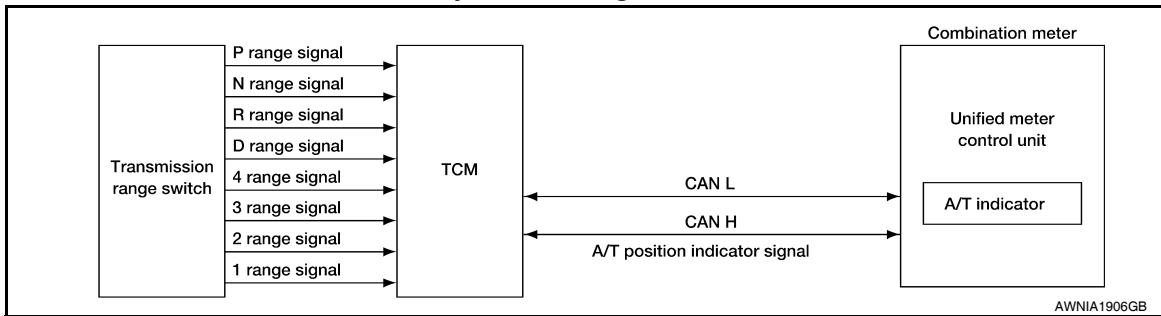 Combination meter
P range signal
N range signal
R range signal
D range signal
4 range signal
3 range signal
2 range signal
1 range signal
Transmission
range switch
TCM
CAN L
CAN H
A/T position indicator signal
Unified meter
control unit
A/T indicator
AWNIA1906GB